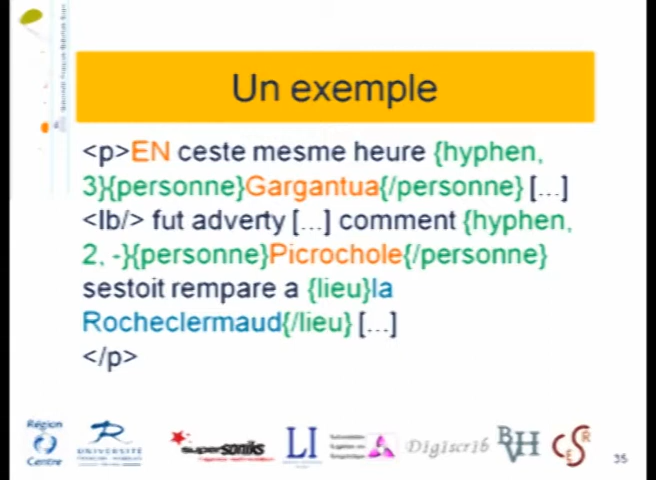 Un exemple
<p>EN ceste mesme heure {hyphen,
3}{personne}Gargantua{/personne} [...]
<lb/> fut adverty [...] comment {hyphen,
2, -}{personne}Picrochole{/personne}
sestoit rempare a {lieu}la
Rocheclermaud{/lieu} [...]
</p>
Région
Centre
UNIVERSITÉ
supersoniks
LI
Digiscrib
BVH
CESR
35